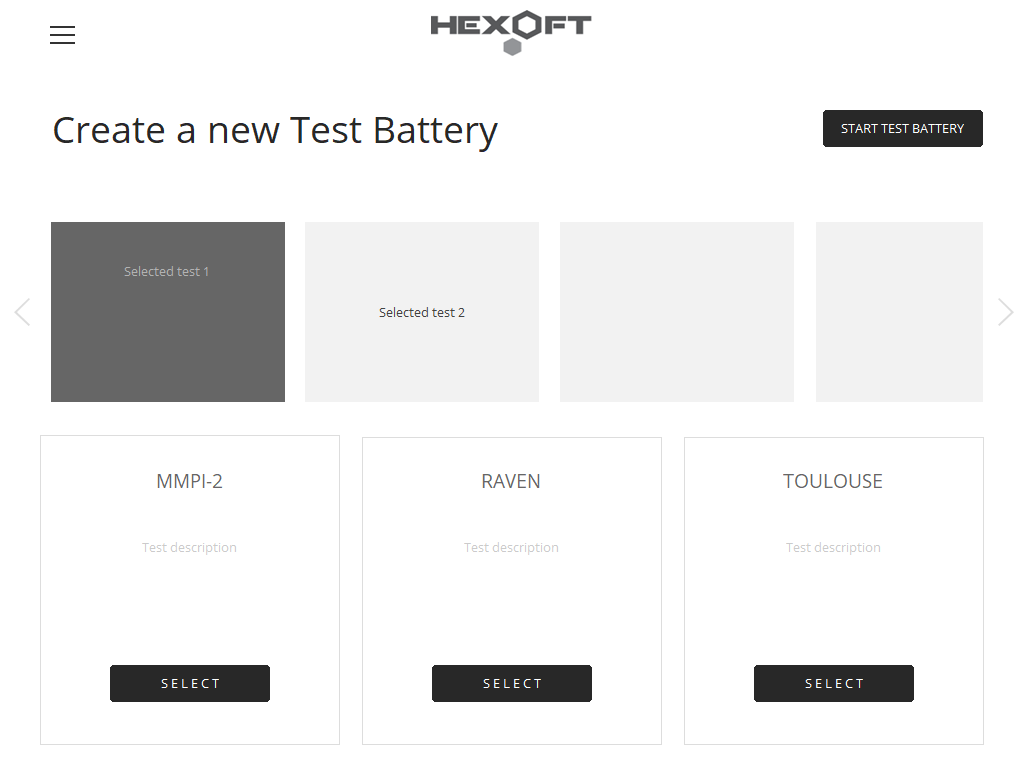 HEXOFT
Create a new Test Battery
START TEST BATTERY
Selected test 1
Selected test 2
MMPI-2
RAVEN
TOULOUSE
Test description
Test description
Test description
SELECT
SELECT
SELECT